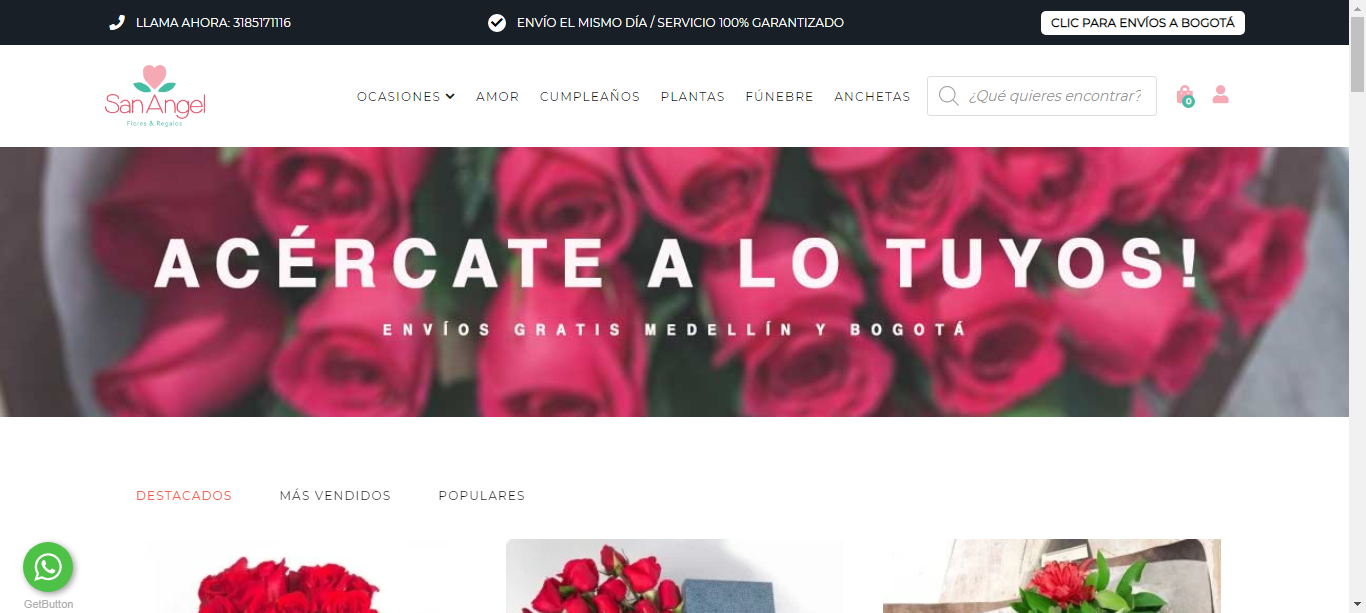 LLAMA AHORA: 3185171116
ENVÍO EL MISMO DÍA / SERVICIO 100% GARANTIZADO
CLIC PARA ENVÍOS A BOGOTÁ
SanAngel
Flores & Regalos
OCASIONES
AMOR
CUMPLEAÑOS
PLANTAS
FÚNEBRE
ANCHETAS
¿Qué quieres encontrar?
0
ACÉRCATE A LO TUYOS!
ENVÍOS GRATIS MEDELLÍN Y BOGOTÁ
DESTACADOS
MÁS VENDIDOS
POPULARES
GetButton